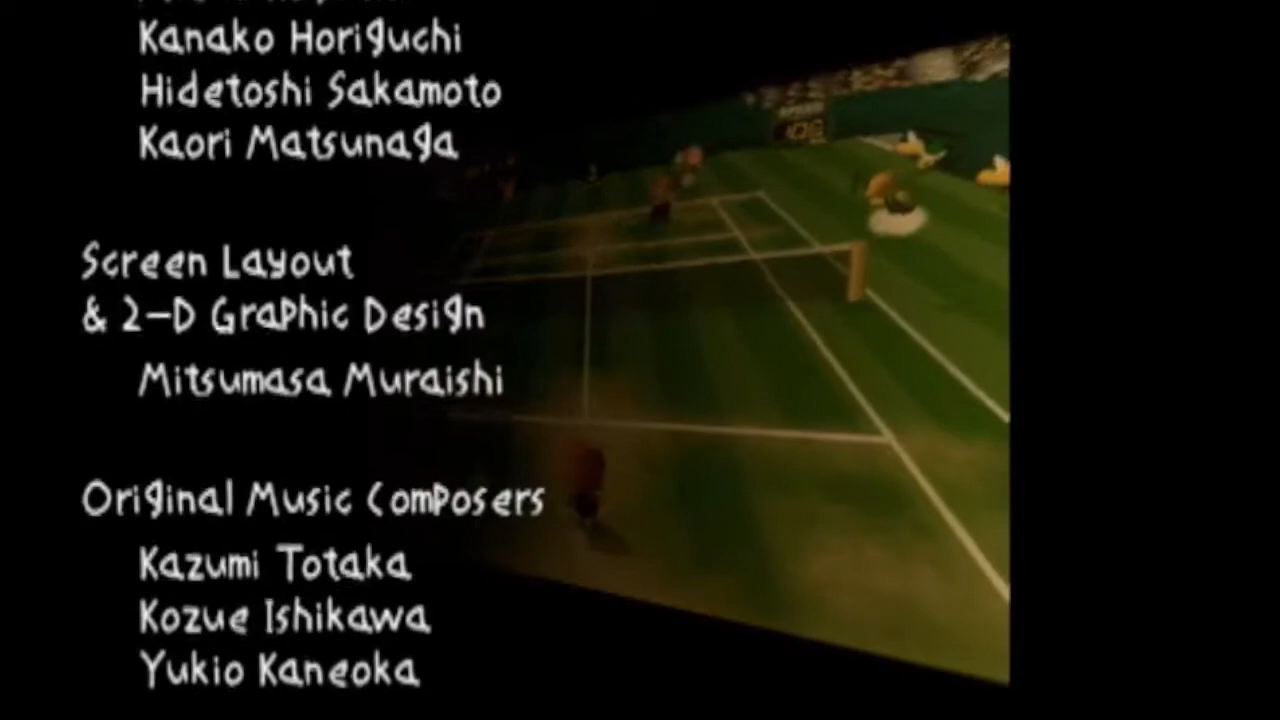 Kanako Horiguchi
Hidetoshi Sakamoto
Kaori Matsunaga
Screen Layout
& 2-D Graphic Design
Mitsumasa Muraishi
Original Music Composers
Kazumi Totaka
Kozue Ishikawa
Yukio Kaneoka